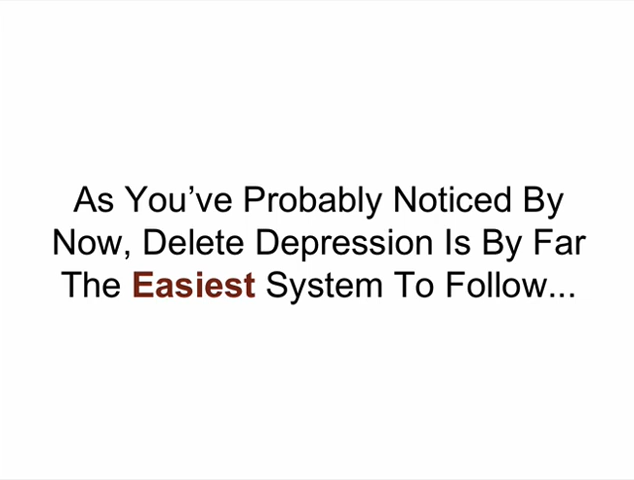 As You’ve Probably Noticed By
Now, Delete Depression Is By Far
The Easiest System To Follow...